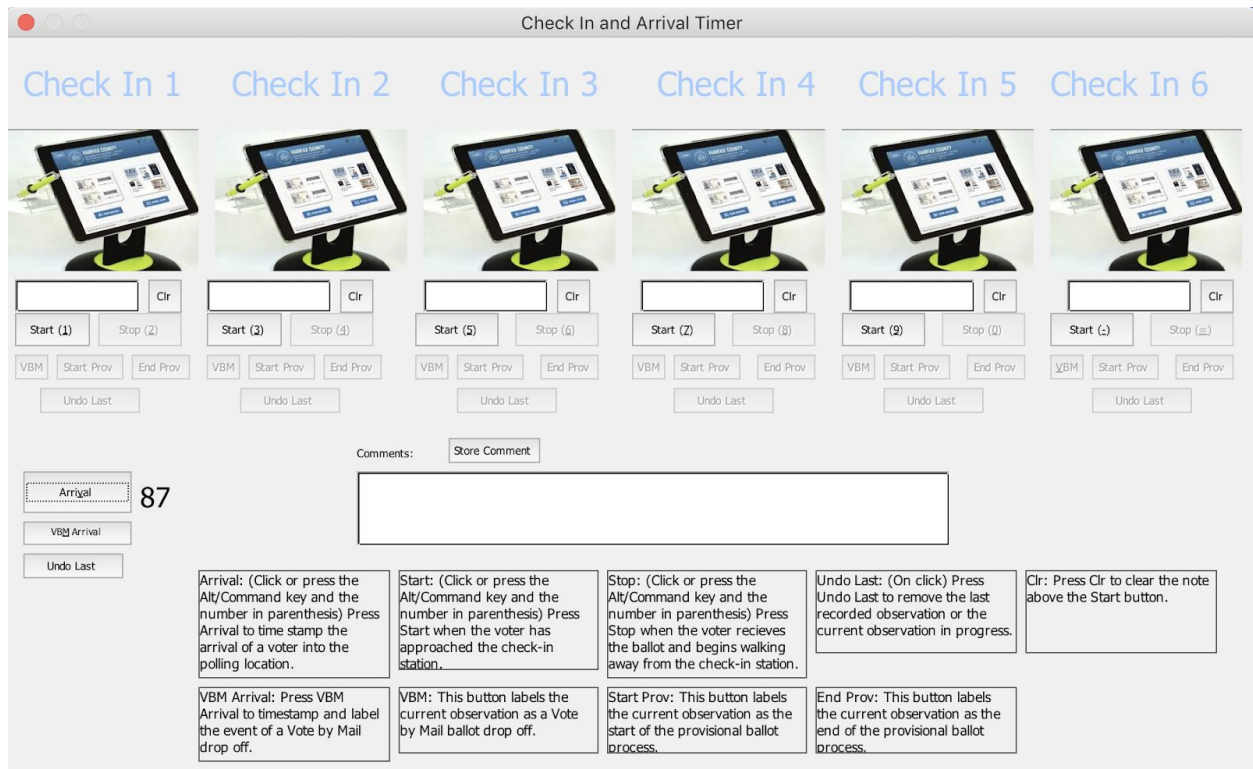 Check In and Arrival Timer
Check In 1 Check In 2 Check In 3 Check In 4 Check In 5 Check In 6
FAIRFAX COUNTY FAIRFAX COUNTY FAIRFAX COUNTY FAIRFAX COUNTY FAIRFAX COUNTY FAIRFAX COUNTY
Clr Clr Clr Clr Clr Clr
Start (1) Stop (2) Start (3) Stop (4) Start (5) Stop (6) Start (7) Stop (8) Start (9) Stop (0) Start (-) Stop (=)
VBM Start Prov End Prov VBM Start Prov End Prov VBM Start Prov End Prov VBM Start Prov End Prov VBM Start Prov End Prov VBM Start Prov End Prov
Undo Last Undo Last Undo Last Undo Last Undo Last Undo Last
Comments: Store Comment
Arrival 87
VBM Arrival
Undo Last
Arrival: (Click or press the
Alt/Command key and the
number in parenthesis) Press
Arrival to time stamp the
arrival of a voter into the
polling location.
Start: (Click or press the
Alt/Command key and the
number in parenthesis) Press
Start when the voter has
approached the check-in
station.
Stop: (Click or press the
Alt/Command key and the
number in parenthesis) Press
Stop when the voter recieves
the ballot and begins walking
away from the check-in station.
Undo Last: (On click) Press
Undo Last to remove the last
recorded observation or the
current observation in progress.
Clr: Press Clr to clear the note
above the Start button.
VBM Arrival: Press VBM
Arrival to timestamp and label
the event of a Vote by Mail
drop off.
VBM: This button labels the
current observation as a Vote
by Mail ballot drop off.
Start Prov: This button labels
the current observation as the
start of the provisional ballot
process.
End Prov: This button labels
the current observation as the
end of the provisional ballot
process.